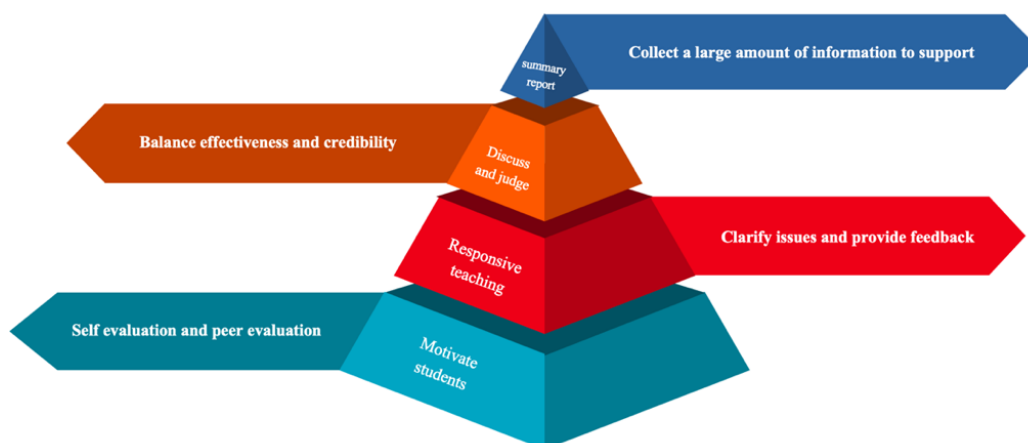 summary
report
Collect a large amount of information to support
Balance effectiveness and credibility
Discuss
and judge
Responsive
teaching
Clarify issues and provide feedback
Self evaluation and peer evaluation
Motivate
students